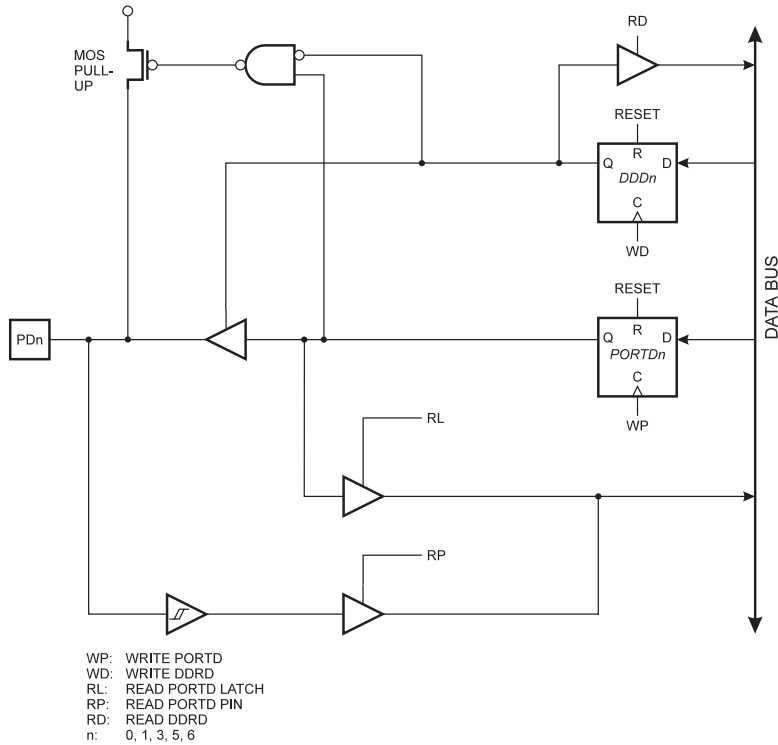 MOS
PULL-
UP
RD
RESET
R
Q
D
DDDn
C
WD
RESET
R
Q
D
PORTDn
C
WP
PDn
RL
RP
DATA BUS
WP: WRITE PORTD
WD: WRITE DDRD
RL: READ PORTD LATCH
RP: READ PORTD PIN
RD: READ DDRD
n: 0, 1, 3, 5, 6